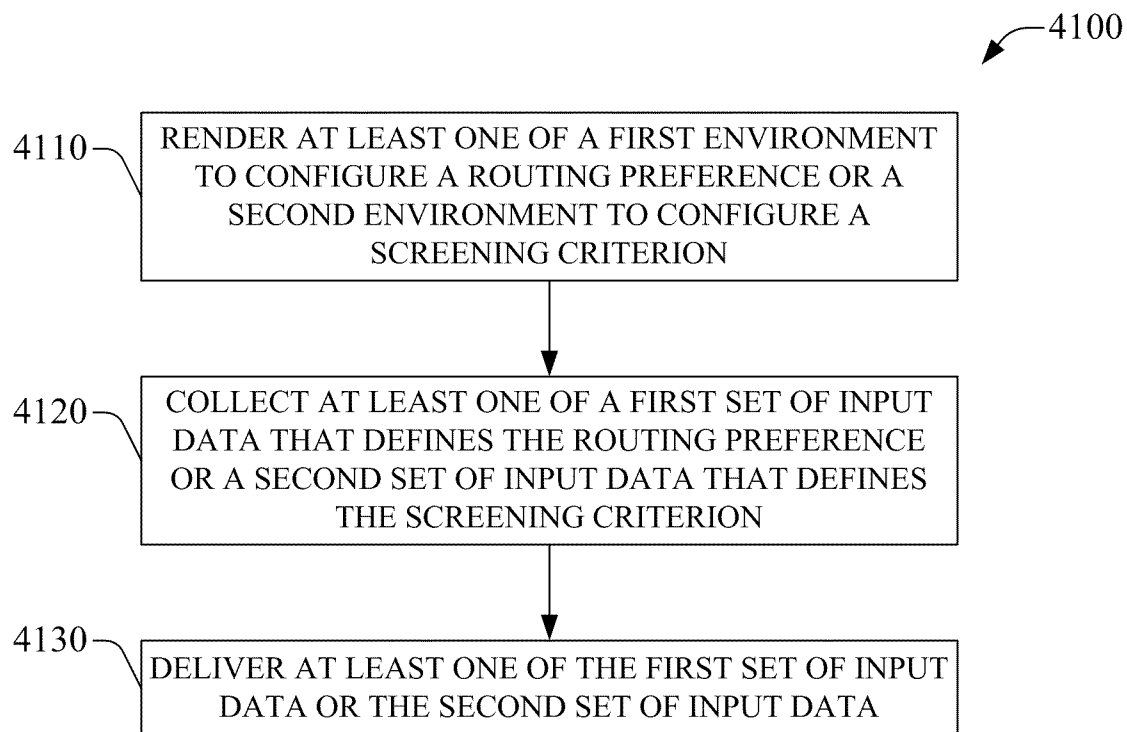 4100
4110
RENDER AT LEAST ONE OF A FIRST ENVIRONMENT
TO CONFIGURE A ROUTING PREFERENCE OR A
SECOND ENVIRONMENT TO CONFIGURE A
SCREENING CRITERION
4120
COLLECT AT LEAST ONE OF A FIRST SET OF INPUT
DATA THAT DEFINES THE ROUTING PREFERENCE
OR A SECOND SET OF INPUT DATA THAT DEFINES
THE SCREENING CRITERION
4130
DELIVER AT LEAST ONE OF THE FIRST SET OF INPUT
DATA OR THE SECOND SET OF INPUT DATA